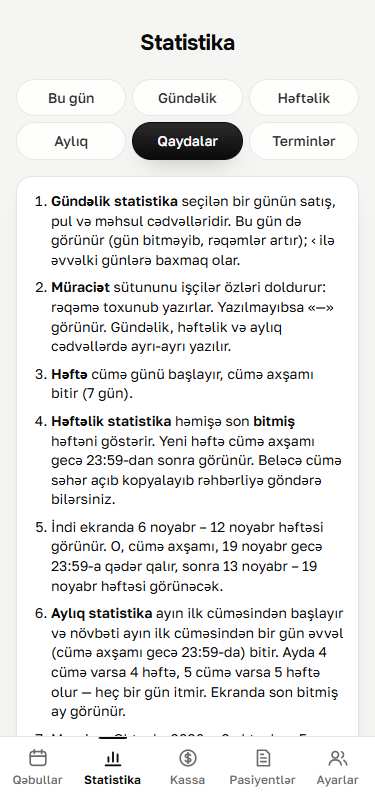 Statistika
Bu gün
Gündəlik
Həftəlik
Aylıq
Qaydalar
Terminlər
1. Gündəlik statistika seçilən bir günün satış,
pul və məhsul cədvəlləridir. Bu gün də
görünür (gün bitməyib, rəqəmlər artır); ‹ ilə
əvvəlki günlərə baxmaq olar.
2. Müraciət sütununu işçilər özləri doldurur:
rəqəmə toxunub yazırlar. Yazılmayıbsa «—»
görünür. Gündəlik, həftəlik və aylıq
cədvəllərdə ayrı-ayrı yazılır.
3. Həftə cümə günü başlayır, cümə axşamı
bitir (7 gün).
4. Həftəlik statistika həmişə son bitmiş
həftəni göstərir. Yeni həftə cümə axşamı
gecə 23:59-dan sonra görünür. Beləcə cümə
səhər açıb kopyalayıb rəhbərliyə göndərə
bilərsiniz.
5. İndi ekranda 6 noyabr – 12 noyabr həftəsi
görünür. O, cümə axşamı, 19 noyabr gecə
23:59-a qədər qalır, sonra 13 noyabr – 19
noyabr həftəsi görünəcək.
6. Aylıq statistika ayın ilk cüməsindən başlayır
və növbəti ayın ilk cüməsindən bir gün əvvəl
(cümə axşamı gecə 23:59-da) bitir. Ayda 4
cümə varsa 4 həftə, 5 cümə varsa 5 həftə
olur — heç bir gün itmir. Ekranda son bitmiş
ay görünür.
Qəbullar
Statistika
Kassa
Pasiyentlər
Ayarlar